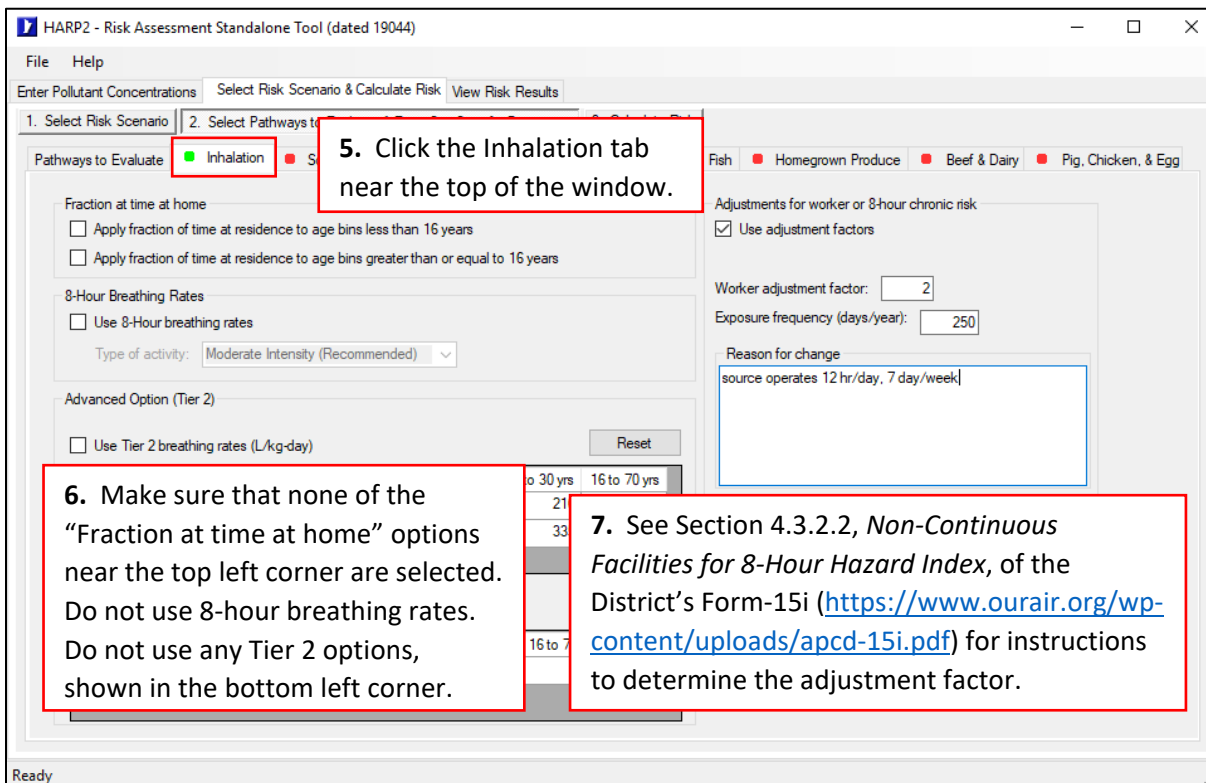 HARP2 - Risk Assessment Standalone Tool (dated 19044)
File Help
Enter Pollutant Concentrations Select Risk Scenario & Calculate Risk View Risk Results
1. Select Risk Scenario 2. Select Pathways
Pathways to Evaluate Inhalation Fish Homegrown Produce Beef & Dairy Pig, Chicken, & Egg
5. Click the Inhalation tab
near the top of the window.
Fraction at time at home
Apply fraction of time at residence to age bins less than 16 years
Apply fraction of time at residence to age bins greater than or equal to 16 years
8-Hour Breathing Rates
Use 8-Hour breathing rates
Type of activity: Moderate Intensity (Recommended)
Advanced Option (Tier 2)
Use Tier 2 breathing rates (L/kg-day) Reset
to 30 yrs 16 to 70 yrs
Adjustments for worker or 8-hour chronic risk
Use adjustment factors
Worker adjustment factor: 2
Exposure frequency (days/year): 250
Reason for change
source operates 12 hr/day, 7 day/week
6. Make sure that none of the
“Fraction at time at home” options
near the top left corner are selected.
Do not use 8-hour breathing rates.
Do not use any Tier 2 options,
shown in the bottom left corner.
16 to
7. See Section 4.3.2.2, Non-Continuous
Facilities for 8-Hour Hazard Index, of the
District’s Form-15i (https://www.ourair.org/wp-
content/uploads/apcd-15i.pdf) for instructions
to determine the adjustment factor.
Ready